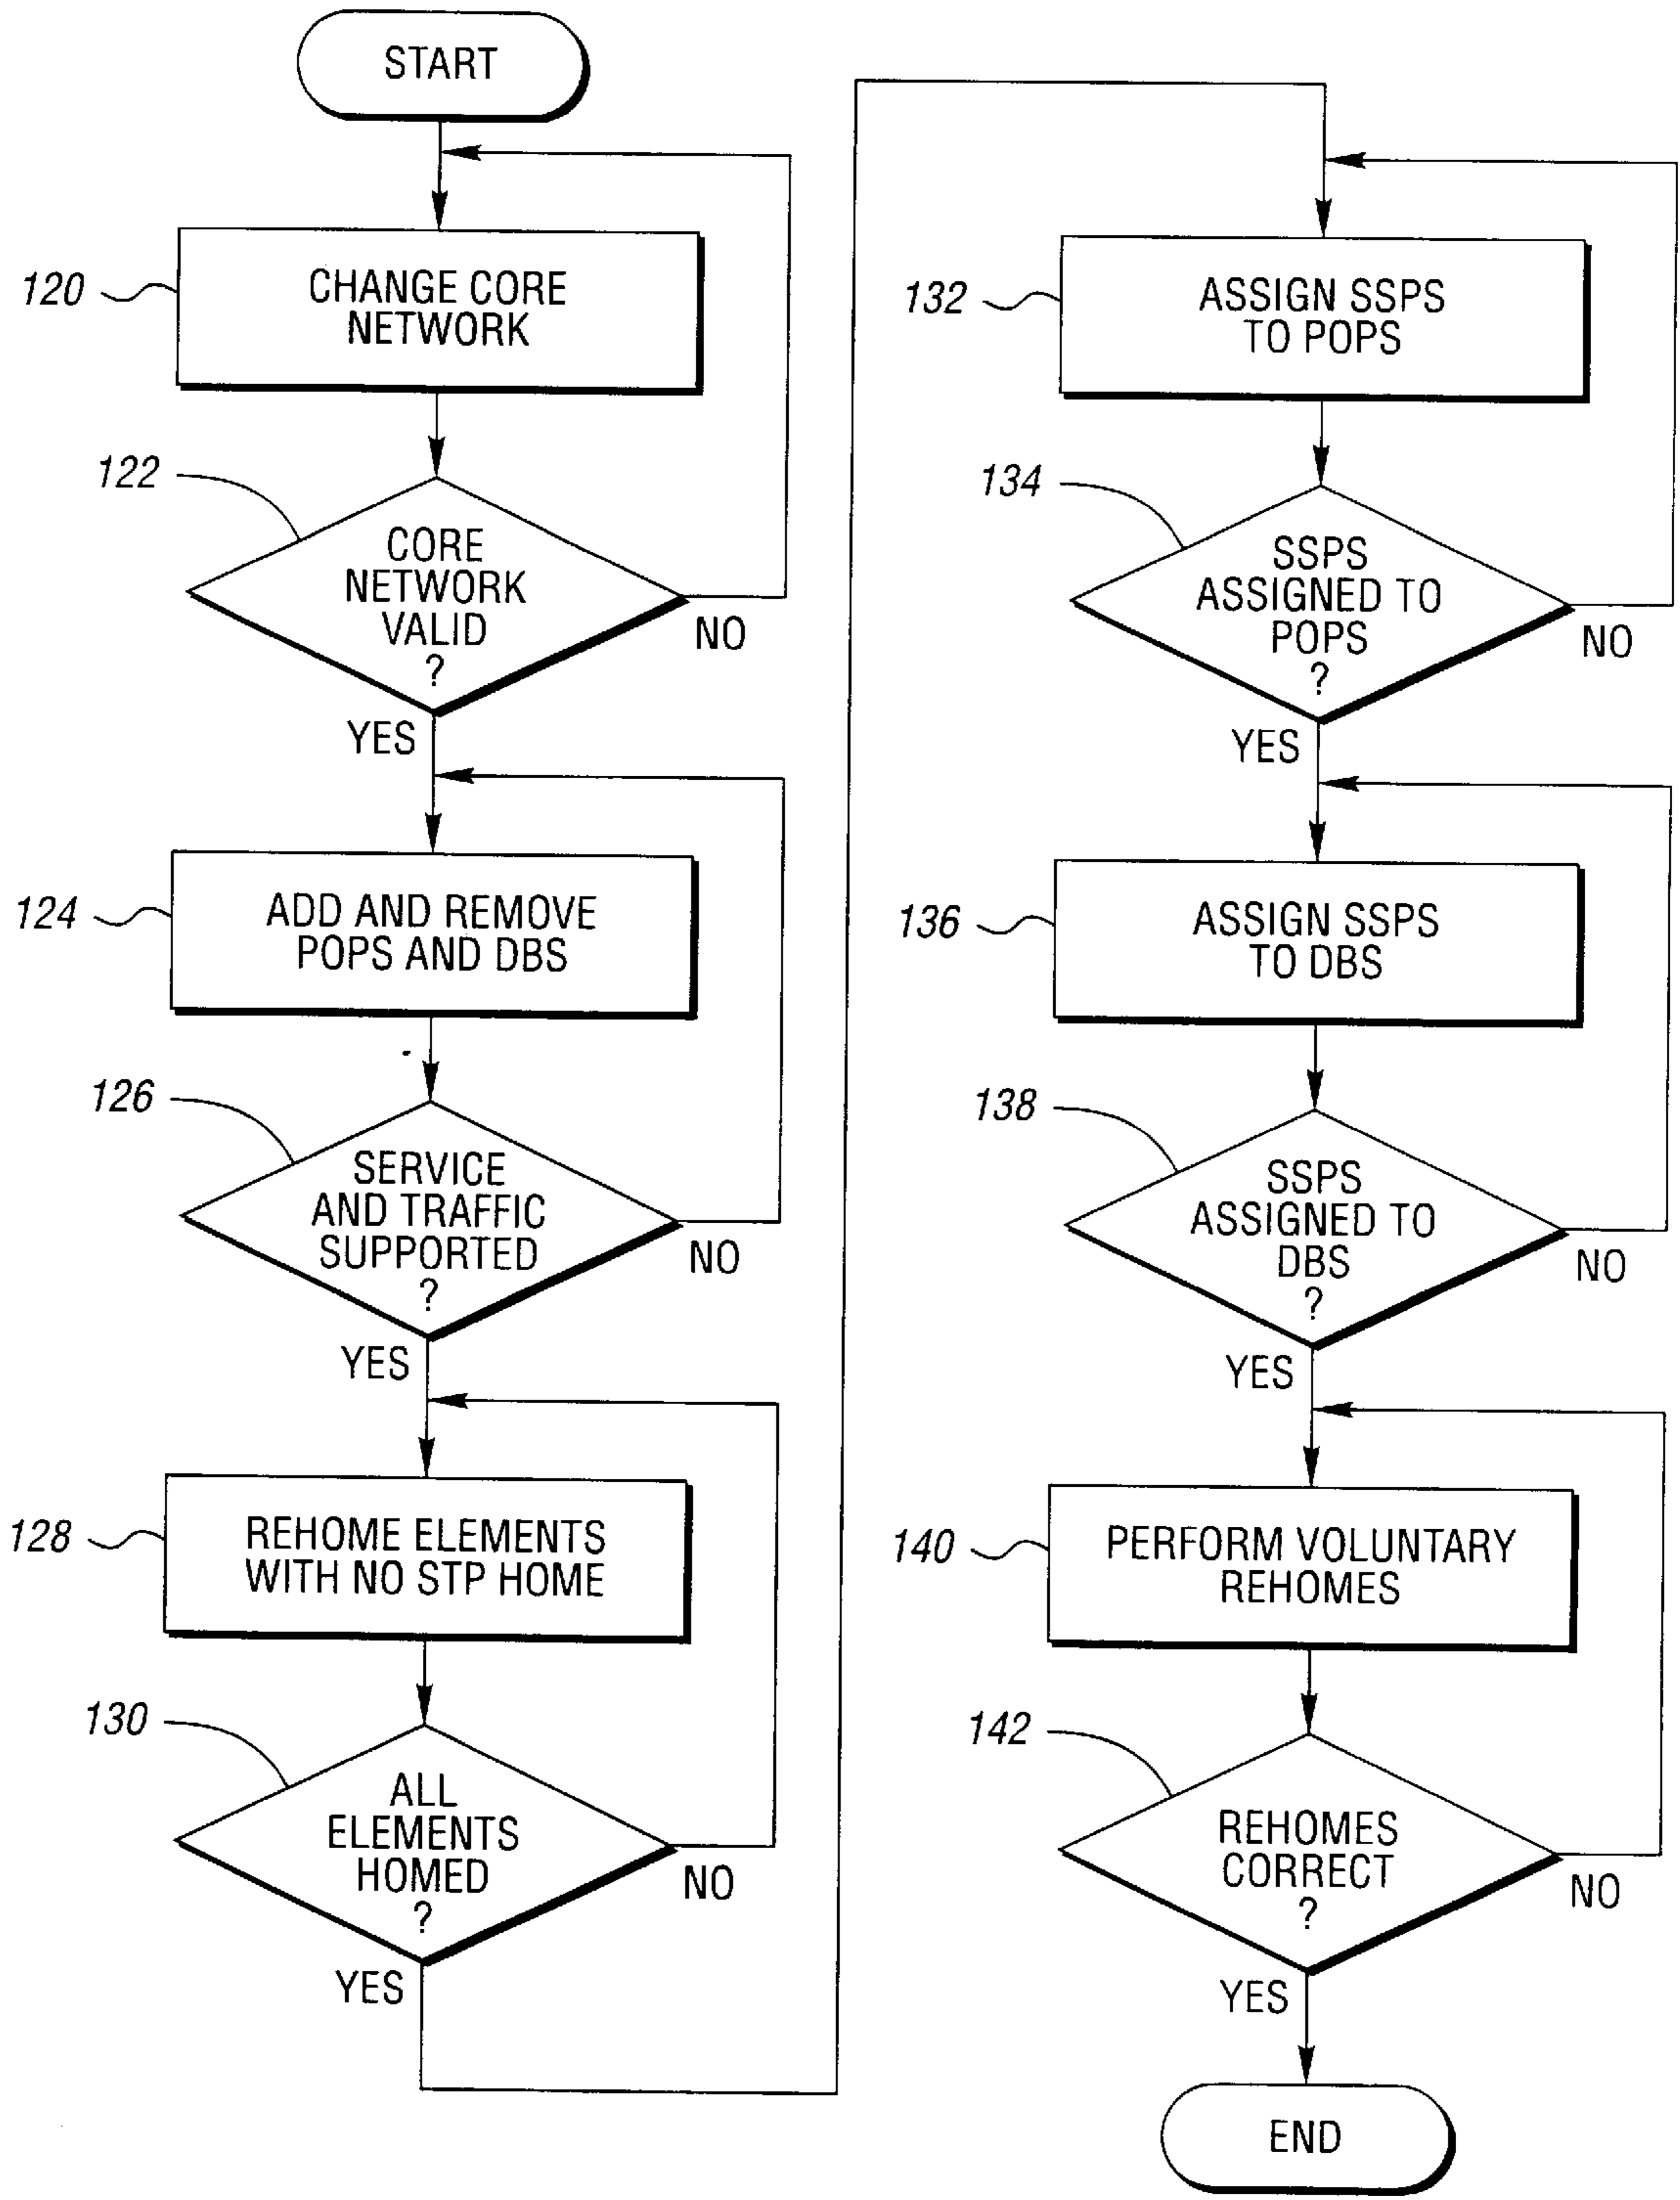 START
120
CHANGE CORE
NETWORK
122
CORE
NETWORK
VALID
?
NO
YES
124
ADD AND REMOVE
POPS AND DBS
126
SERVICE
AND TRAFFIC
SUPPORTED
?
NO
YES
128
REHOME ELEMENTS
WITH NO STP HOME
130
ALL
ELEMENTS
HOMED
?
NO
YES
132
ASSIGN SSPS
TO POPS
134
SSPS
ASSIGNED TO
POPS
?
NO
YES
136
ASSIGN SSPS
TO DBS
138
SSPS
ASSIGNED TO
DBS
?
NO
YES
140
PERFORM VOLUNTARY
REHOMES
142
REHOMES
CORRECT
?
NO
YES
END